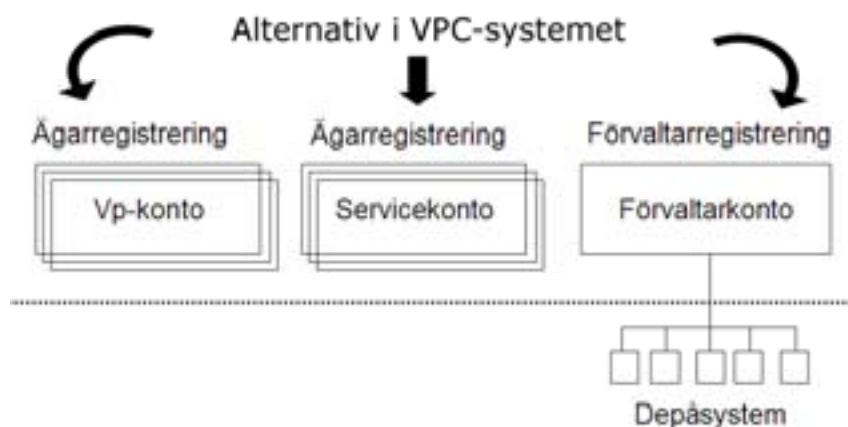 Alternativ i VPC-systemet
Ägarregistrering
Ägarregistrering
Förvaltarregistrering
Vp-konto
Servicekonto
Förvaltarkonto
Depåsystem